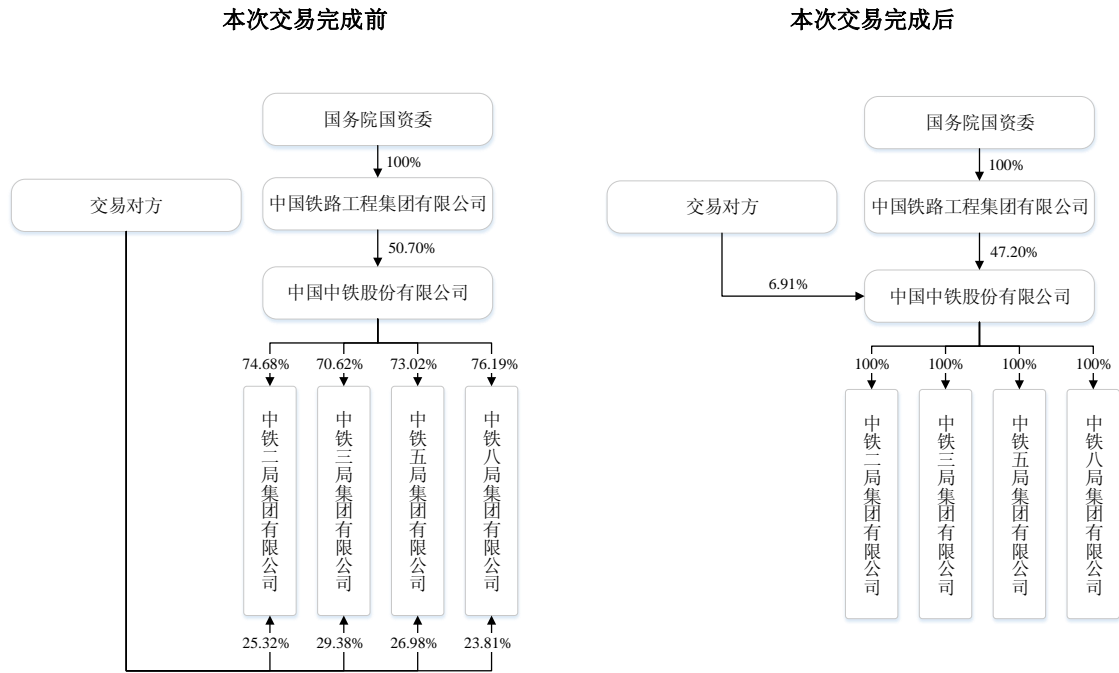 本次交易完成前
国务院国资委
100%
交易对方
中国铁路工程集团有限公司
50.70%
中国中铁股份有限公司
74.68%
70.62%
73.02%
76.19%
中铁二局集团有限公司
中铁三局集团有限公司
中铁五局集团有限公司
中铁八局集团有限公司
25.32%
29.38%
26.98%
23.81%
本次交易完成后
国务院国资委
100%
交易对方
中国铁路工程集团有限公司
47.20%
6.91%
中国中铁股份有限公司
100%
100%
100%
100%
中铁二局集团有限公司
中铁三局集团有限公司
中铁五局集团有限公司
中铁八局集团有限公司